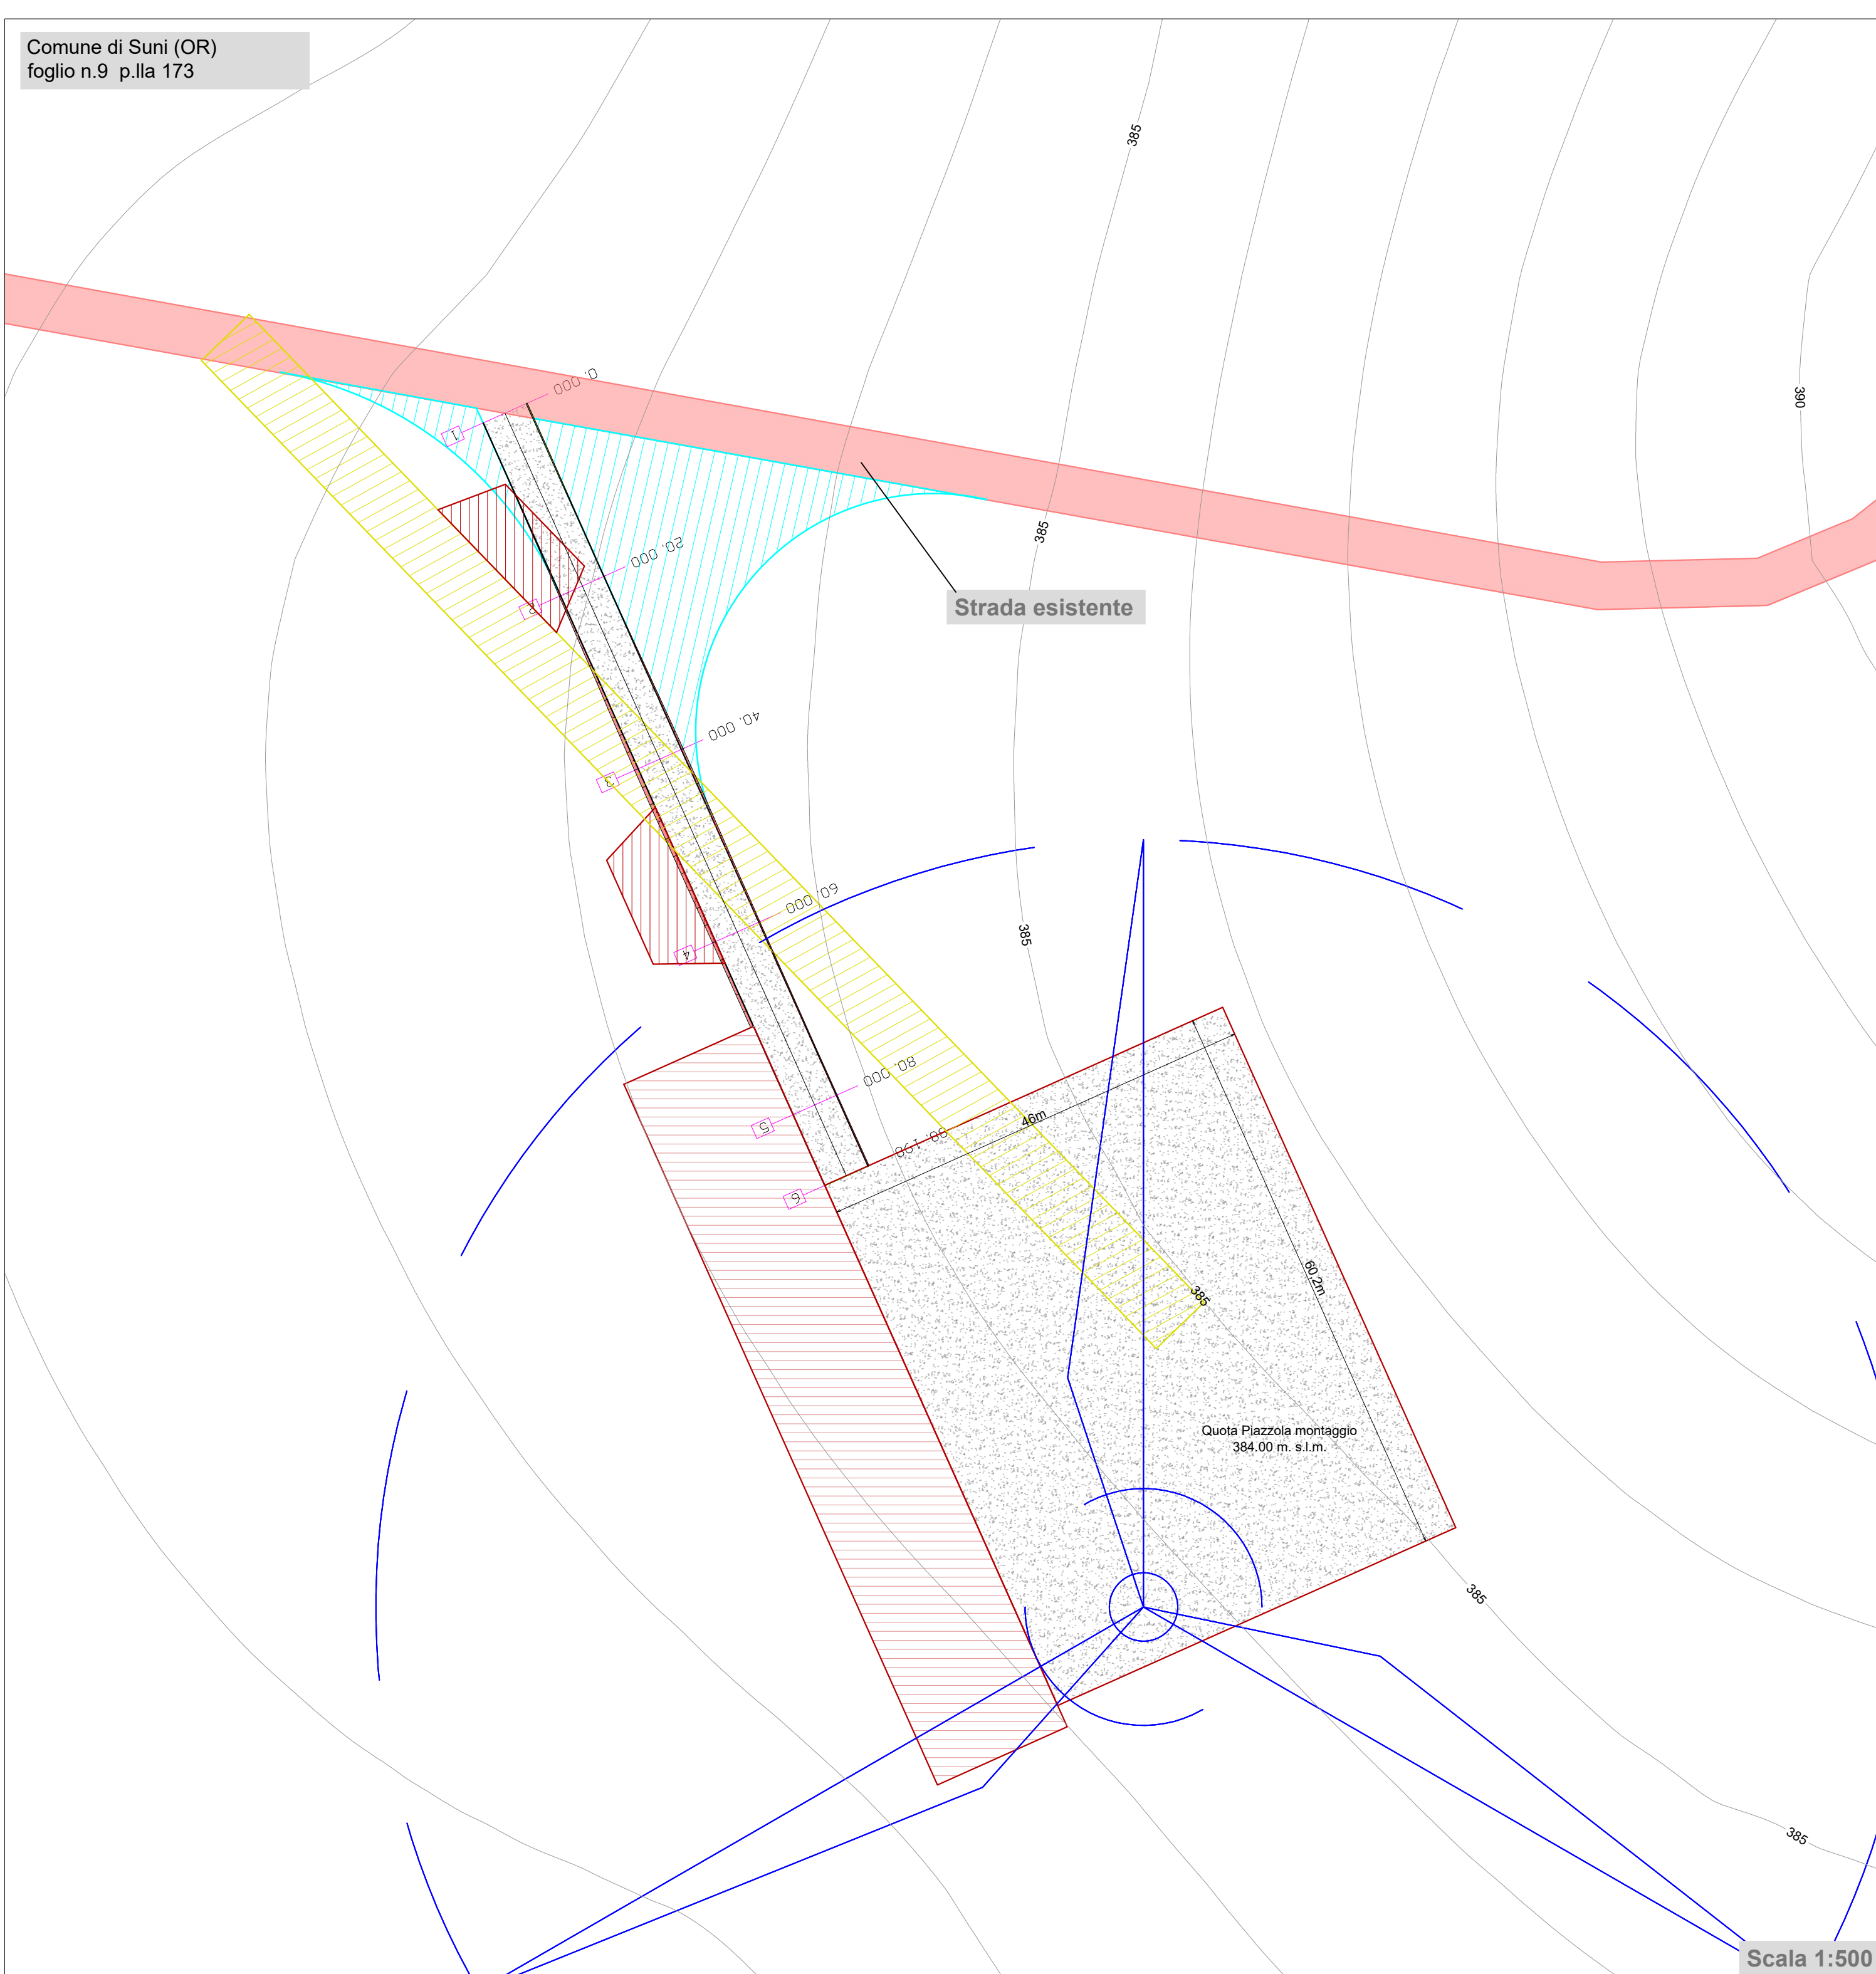 Comune di Suni (OR)
foglio n.9 p.lla 173
385
390
0. 000
1
20. 000
2
385
Strada esistente
40. 000
3
60. 000
4
385
80. 000
5
46m
6
60,2m
385
Quota Piazzola montaggio
384.00 m. s.l.m.
385
385
Scala 1:500